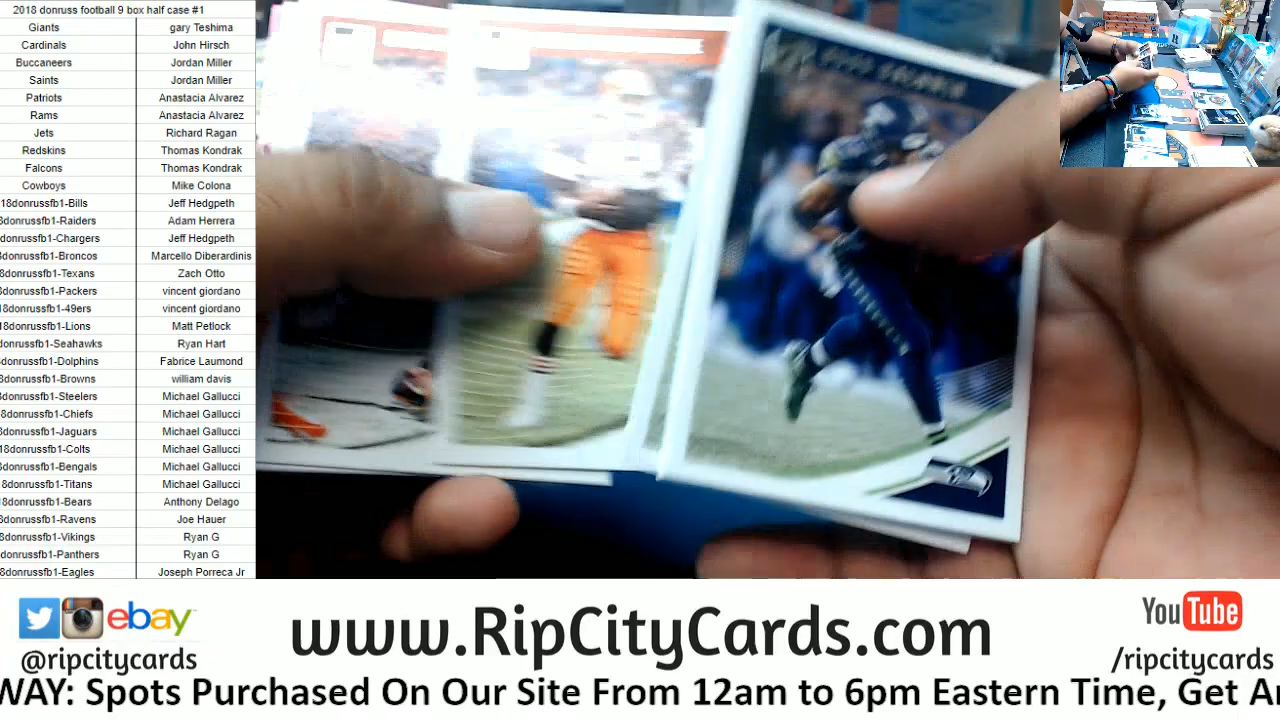 2018 donruss football 9 box half case #1
Giants gary Teshima
Cardinals John Hirsch
Buccaneers Jordan Miller
Saints Jordan Miller
Patriots Anastacia Alvarez
Rams Anastacia Alvarez
Jets Richard Ragan
Redskins Thomas Kondrak
Falcons Thomas Kondrak
Cowboys Mike Colona
18donrussfb1-Bills Jeff Hedgpeth
8donrussfb1-Raiders Adam Herrera
donrussfb1-Chargers Jeff Hedgpeth
8donrussfb1-Broncos Marcello Diberardinis
8donrussfb1-Texans Zach Otto
8donrussfb1-Packers vincent giordano
18donrussfb1-49ers vincent giordano
18donrussfb1-Lions Matt Petlock
onrussfb1-Seahawks Ryan Hart
donrussfb1-Dolphins Fabrice Laumond
8donrussfb1-Browns william davis
8donrussfb1-Steelers Michael Gallucci
8donrussfb1-Chiefs Michael Gallucci
8donrussfb1-Jaguars Michael Gallucci
18donrussfb1-Colts Michael Gallucci
8donrussfb1-Bengals Michael Gallucci
18donrussfb1-Titans Michael Gallucci
18donrussfb1-Bears Anthony Delago
8donrussfb1-Ravens Joe Hauer
8donrussfb1-Vikings Ryan G
donrussfb1-Panthers Ryan G
8donrussfb1-Eagles Joseph Porreca Jr
ebay
@ripcitycards
www.RipCityCards.com
YouTube
/ripcitycards
WAY: Spots Purchased On Our Site From 12am to 6pm Eastern Time, Get